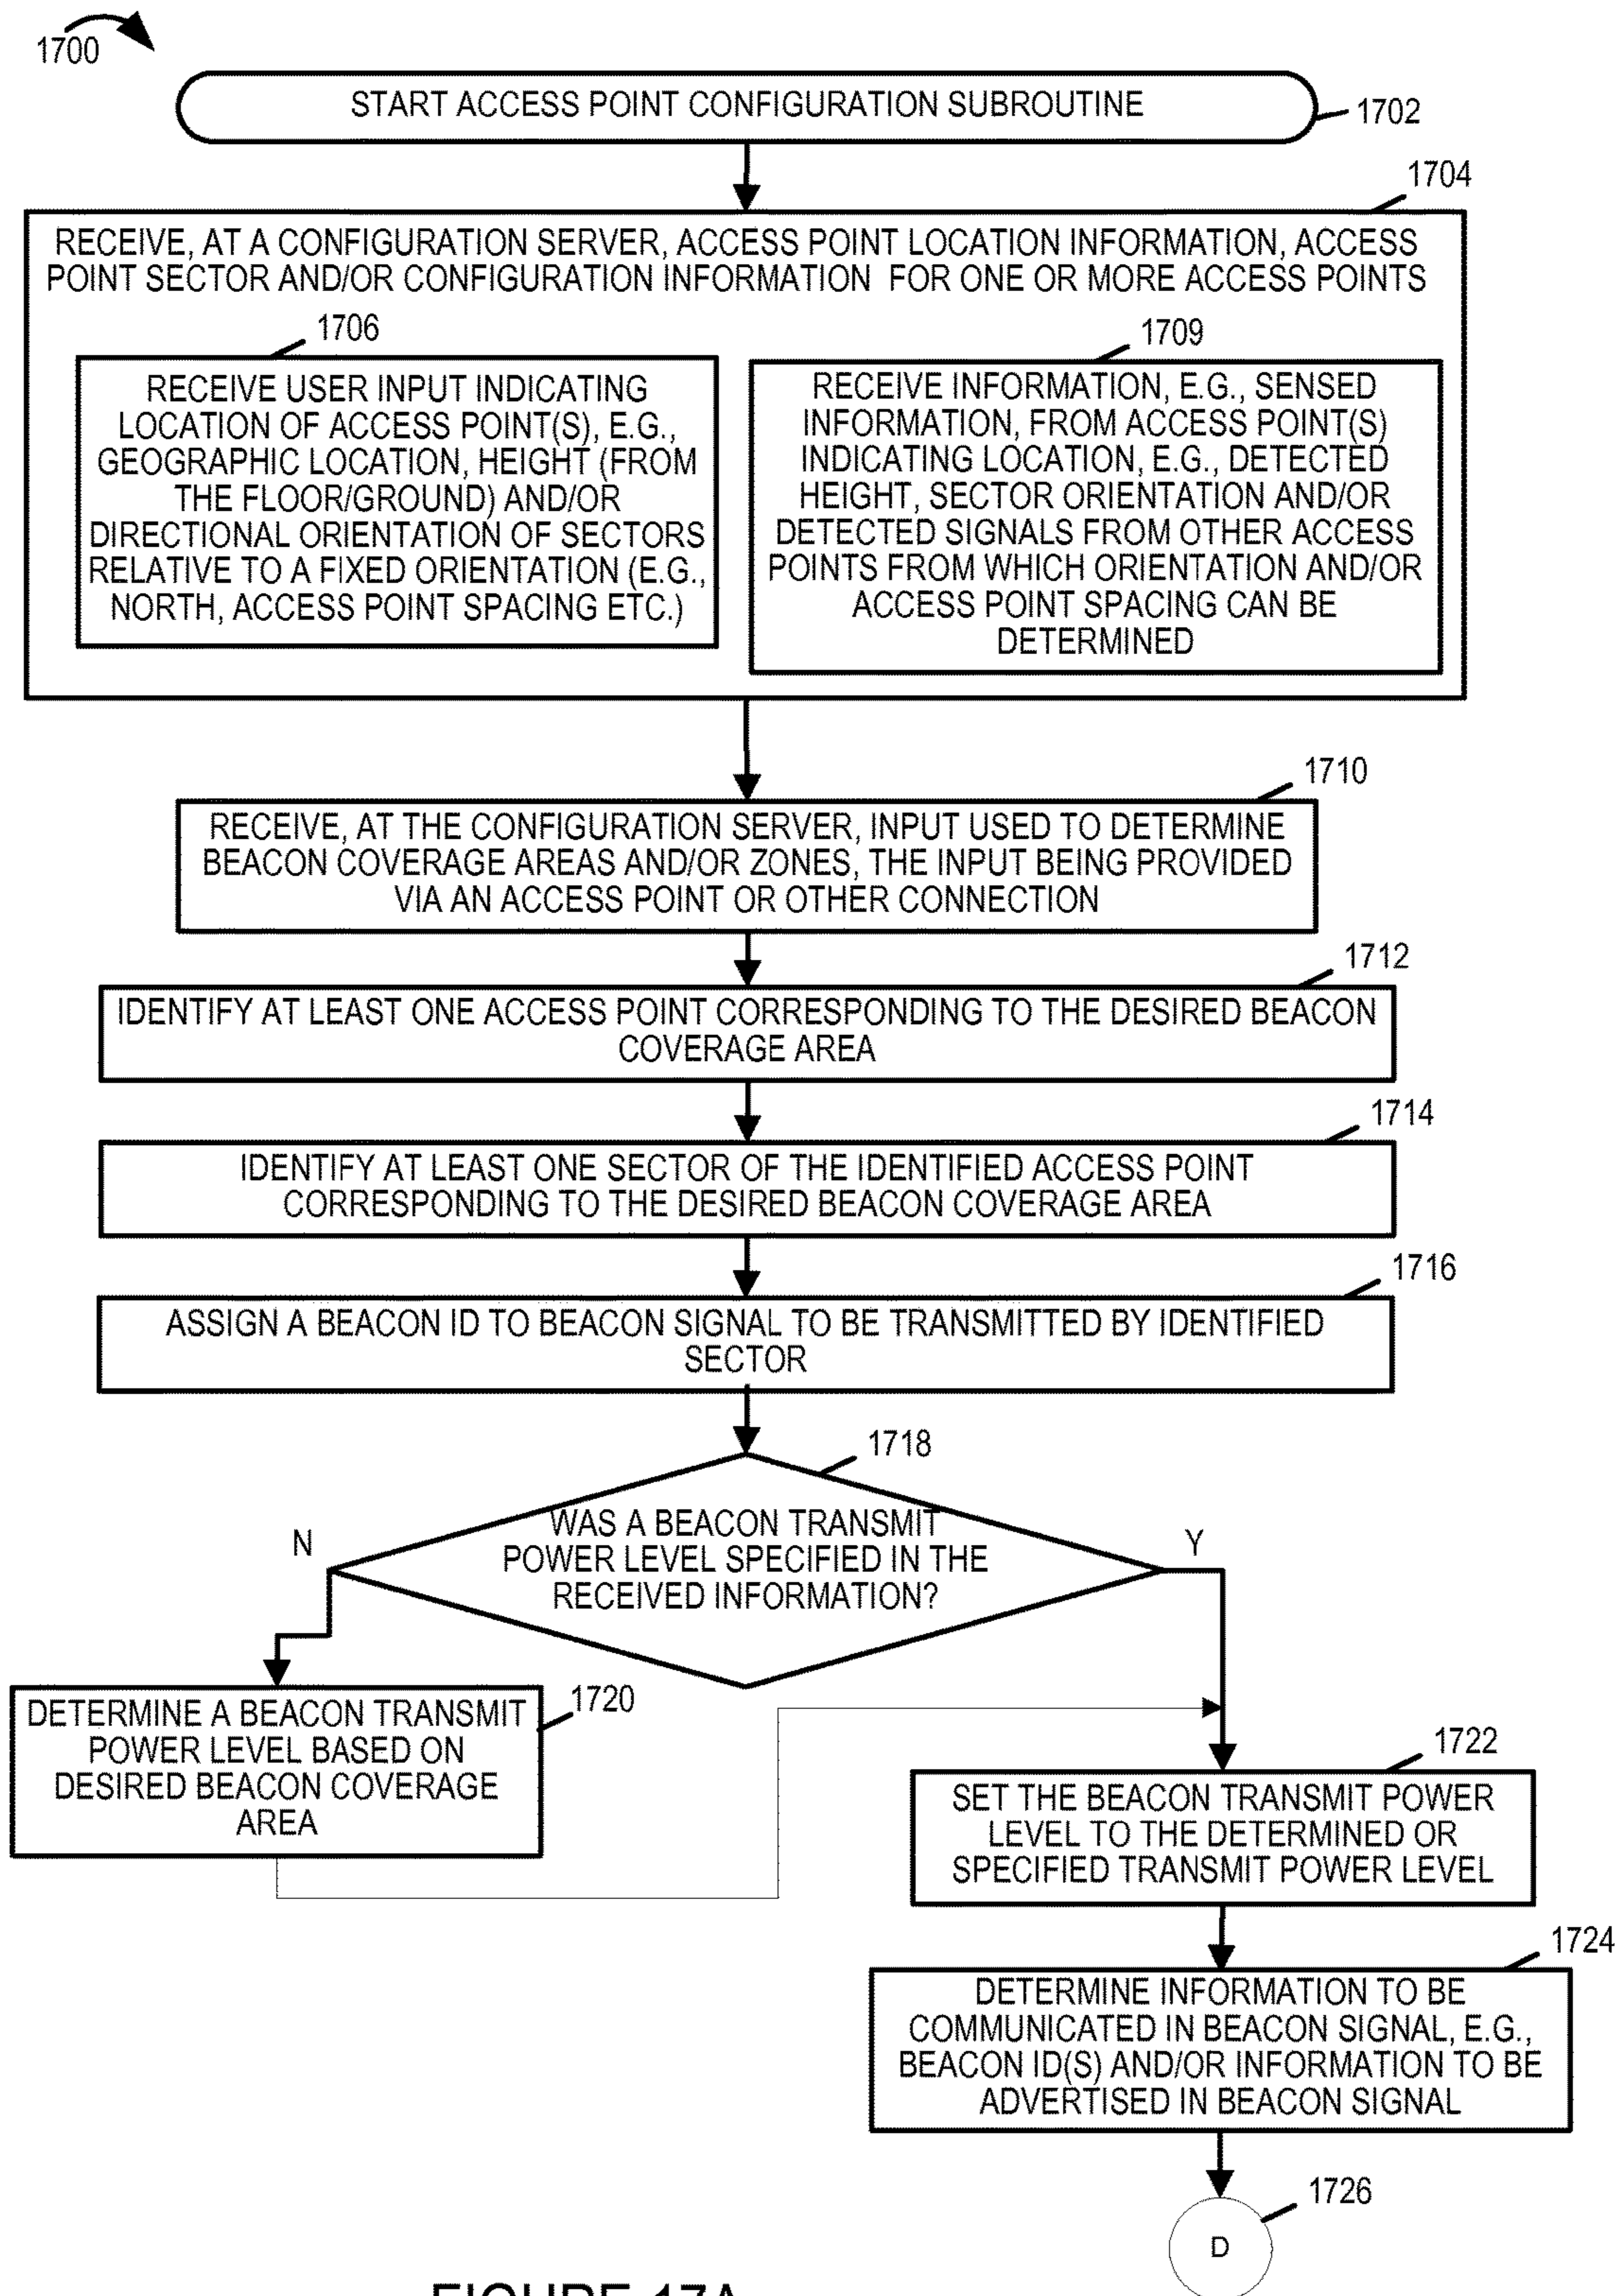 1700
START ACCESS POINT CONFIGURATION SUBROUTINE
1702
1704
RECEIVE, AT A CONFIGURATION SERVER, ACCESS POINT LOCATION INFORMATION, ACCESS
POINT SECTOR AND/OR CONFIGURATION INFORMATION FOR ONE OR MORE ACCESS POINTS
1706
RECEIVE USER INPUT INDICATING
LOCATION OF ACCESS POINT(S), E.G.,
GEOGRAPHIC LOCATION, HEIGHT (FROM
THE FLOOR/GROUND) AND/OR
DIRECTIONAL ORIENTATION OF SECTORS
RELATIVE TO A FIXED ORIENTATION (E.G.,
NORTH, ACCESS POINT SPACING ETC.)
1709
RECEIVE INFORMATION, E.G., SENSED
INFORMATION, FROM ACCESS POINT(S)
INDICATING LOCATION, E.G., DETECTED
HEIGHT, SECTOR ORIENTATION AND/OR
DETECTED SIGNALS FROM OTHER ACCESS
POINTS FROM WHICH ORIENTATION AND/OR
ACCESS POINT SPACING CAN BE
DETERMINED
1710
RECEIVE, AT THE CONFIGURATION SERVER, INPUT USED TO DETERMINE
BEACON COVERAGE AREAS AND/OR ZONES, THE INPUT BEING PROVIDED
VIA AN ACCESS POINT OR OTHER CONNECTION
1712
IDENTIFY AT LEAST ONE ACCESS POINT CORRESPONDING TO THE DESIRED BEACON
COVERAGE AREA
1714
IDENTIFY AT LEAST ONE SECTOR OF THE IDENTIFIED ACCESS POINT
CORRESPONDING TO THE DESIRED BEACON COVERAGE AREA
1716
ASSIGN A BEACON ID TO BEACON SIGNAL TO BE TRANSMITTED BY IDENTIFIED
SECTOR
1718
WAS A BEACON TRANSMIT
POWER LEVEL SPECIFIED IN THE
RECEIVED INFORMATION?
N
Y
1720
DETERMINE A BEACON TRANSMIT
POWER LEVEL BASED ON
DESIRED BEACON COVERAGE
AREA
1722
SET THE BEACON TRANSMIT POWER
LEVEL TO THE DETERMINED OR
SPECIFIED TRANSMIT POWER LEVEL
1724
DETERMINE INFORMATION TO BE
COMMUNICATED IN BEACON SIGNAL, E.G.,
BEACON ID(S) AND/OR INFORMATION TO BE
ADVERTISED IN BEACON SIGNAL
1726
D
FIGURE 17A